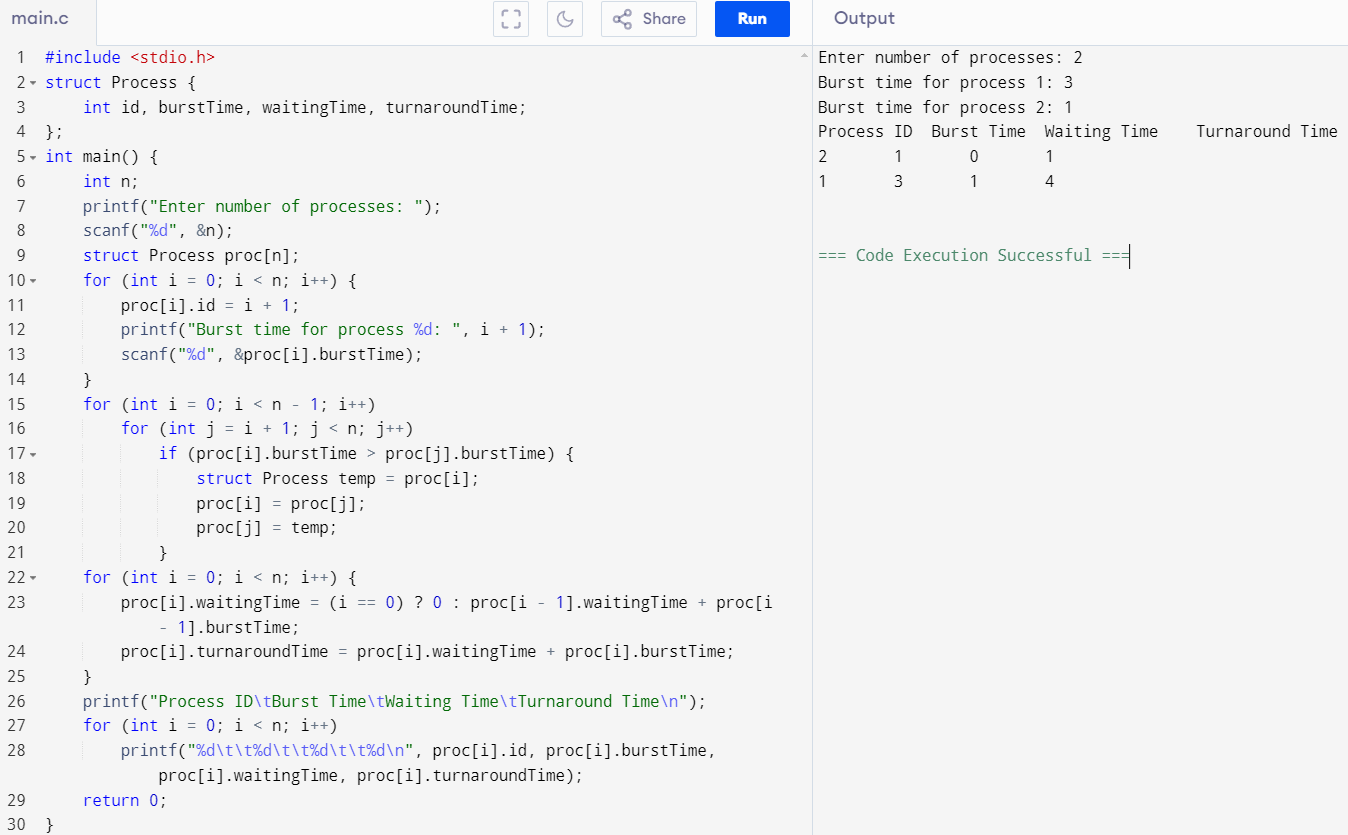 main.c Share Run Output
1 #include <stdio.h>
2 struct Process {
3     int id, burstTime, waitingTime, turnaroundTime;
4 };
5 int main() {
6     int n;
7     printf("Enter number of processes: ");
8     scanf("%d", &n);
9     struct Process proc[n];
10     for (int i = 0; i < n; i++) {
11         proc[i].id = i + 1;
12         printf("Burst time for process %d: ", i + 1);
13         scanf("%d", &proc[i].burstTime);
14     }
15     for (int i = 0; i < n - 1; i++)
16         for (int j = i + 1; j < n; j++)
17             if (proc[i].burstTime > proc[j].burstTime) {
18                 struct Process temp = proc[i];
19                 proc[i] = proc[j];
20                 proc[j] = temp;
21             }
22     for (int i = 0; i < n; i++) {
23         proc[i].waitingTime = (i == 0) ? 0 : proc[i - 1].waitingTime + proc[i
            - 1].burstTime;
24         proc[i].turnaroundTime = proc[i].waitingTime + proc[i].burstTime;
25     }
26     printf("Process ID\tBurst Time\tWaiting Time\tTurnaround Time\n");
27     for (int i = 0; i < n; i++)
28         printf("%d\t\t%d\t\t%d\t\t%d\n", proc[i].id, proc[i].burstTime,
            proc[i].waitingTime, proc[i].turnaroundTime);
29     return 0;
30 }
Enter number of processes: 2
Burst time for process 1: 3
Burst time for process 2: 1
Process ID  Burst Time  Waiting Time    Turnaround Time
2       1       0       1
1       3       1       4
=== Code Execution Successful ===